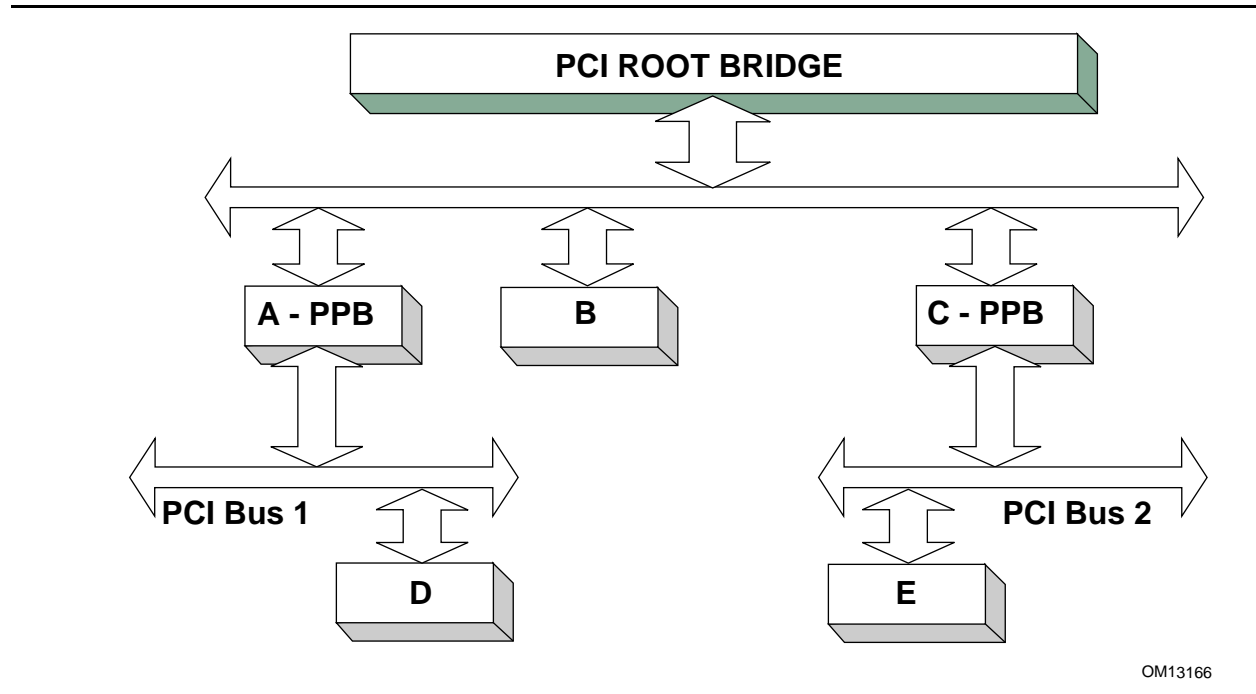 PCI ROOT BRIDGE
A - PPB
B
C - PPB
PCI Bus 1
PCI Bus 2
D
E
OM13166